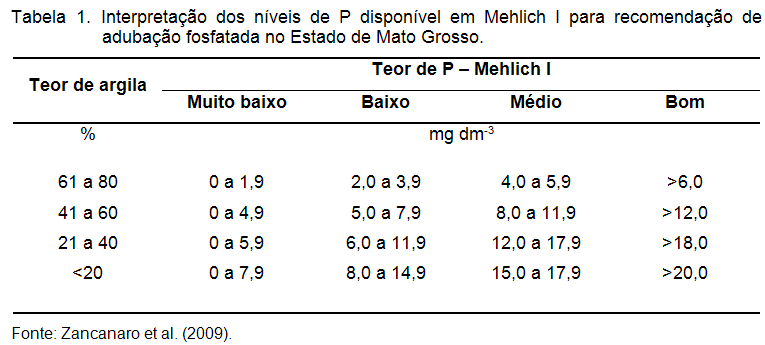 Tabela 1. Interpretação dos níveis de P disponível em Mehlich I para recomendação de
adubação fosfatada no Estado de Mato Grosso.
Teor de argila
Teor de P – Mehlich I
Muito baixo Baixo Médio Bom
% mg dm-3
61 a 80 0 a 1,9 2,0 a 3,9 4,0 a 5,9 >6,0
41 a 60 0 a 4,9 5,0 a 7,9 8,0 a 11,9 >12,0
21 a 40 0 a 5,9 6,0 a 11,9 12,0 a 17,9 >18,0
<20 0 a 7,9 8,0 a 14,9 15,0 a 17,9 >20,0
Fonte: Zancanaro et al. (2009).